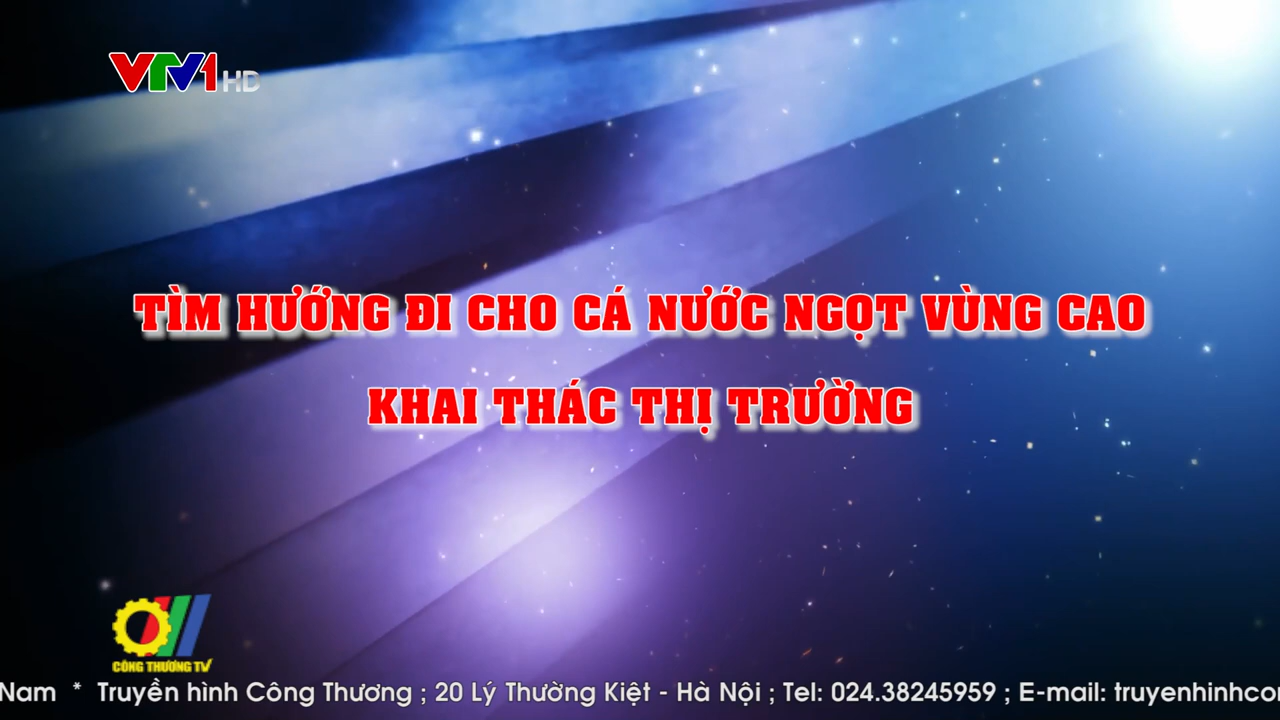 VTV1 HD
TÌM HƯỚNG ĐI CHO CÁ NƯỚC NGỌT VÙNG CAO
KHAI THÁC THỊ TRƯỜNG
CÔNG THƯƠNG TV
Nam * Truyền hình Công Thương ; 20 Lý Thường Kiệt - Hà Nội ; Tel: 024.38245959 ; E-mail: truyenhinhcon